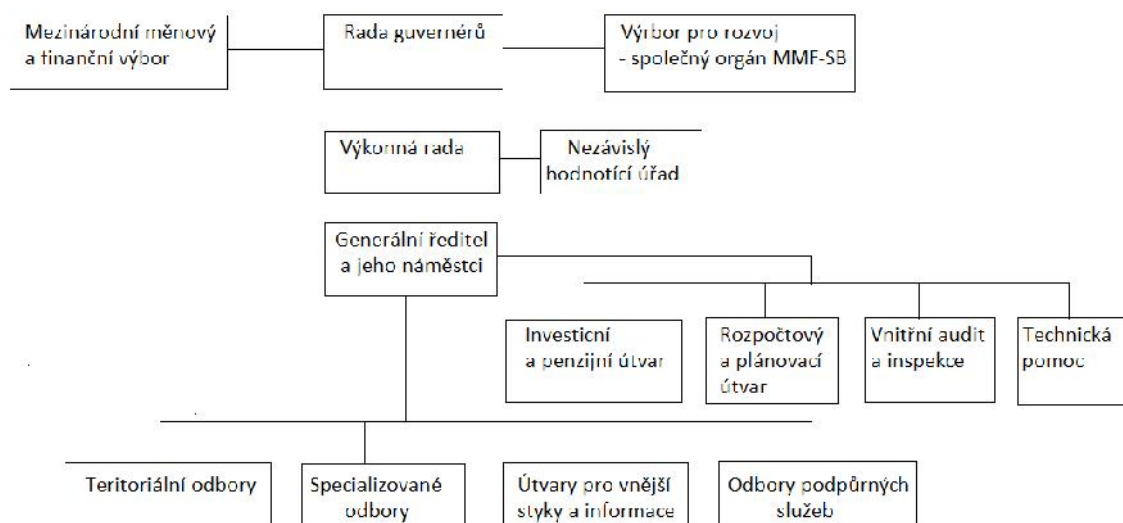 Mezinárodní měnový
a finanční výbor
Rada guvernérů
Výrbor pro rozvoj
- společný orgán MMF-SB
Výkonná rada
Nezávislý
hodnotící úřad
Generální ředitel
a jeho náměstci
Investicní
a penzijní útvar
Rozpočtový
a plánovací
útvar
Vnitřní audit
a inspekce
Technická
pomoc
Teritoriální odbory
Specializované
odbory
Útvary pro vnější
styky a informace
Odbory podpůrných
služeb